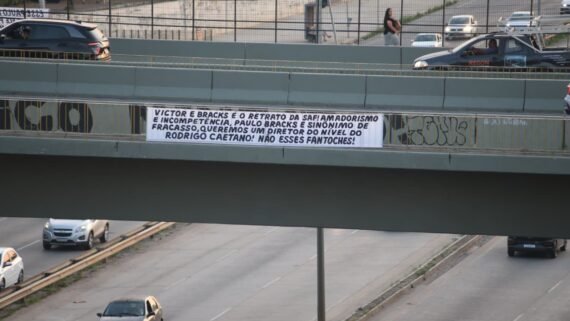 VICTOR E BRACKS E O RETRATO DA SAF! AMADORISMO
E INCOMPETÊNCIA, PAULO BRACKS É SINÔNIMO DE
FRACASSO, QUEREMOS UM DIRETOR DO NÍVEL DO
RODRIGO CAETANO! NÃO ESSES FANTOCHES!